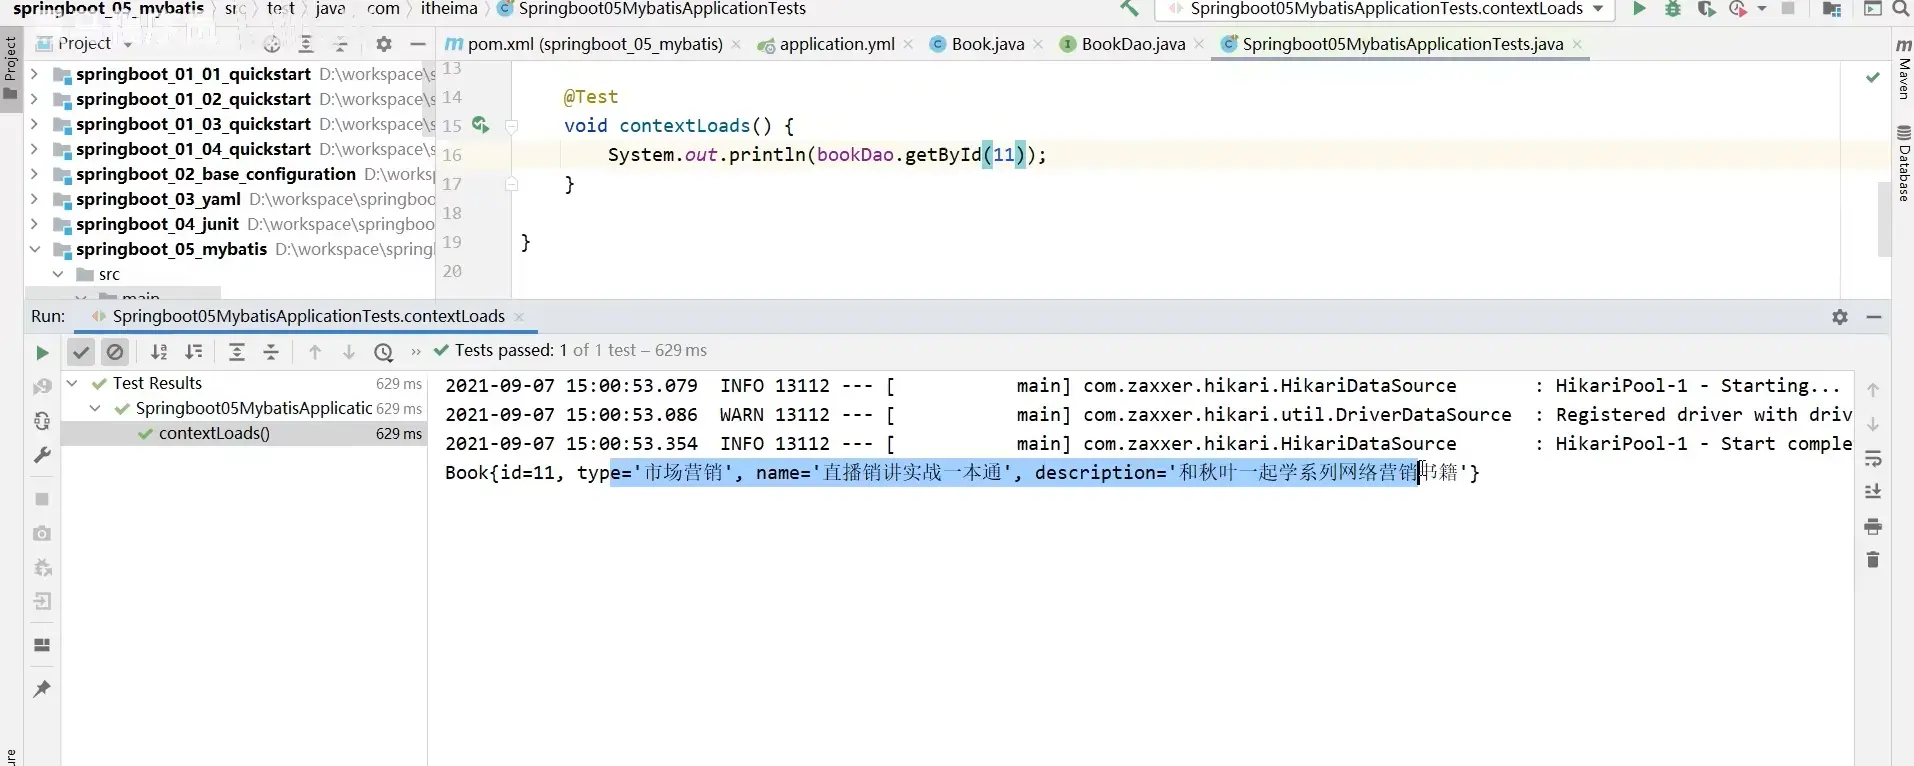 springboot_05_mybatis src test java com itheima Springboot05MybatisApplicationTests
Springboot05MybatisApplicationTests.contextLoads
Project
pom.xml (springboot_05_mybatis)
application.yml
Book.java
BookDao.java
Springboot05MybatisApplicationTests.java
Project
Maven
Database
springboot_01_01_quickstart D:\workspace\s
springboot_01_02_quickstart D:\workspace\s
springboot_01_03_quickstart D:\workspace\s
springboot_01_04_quickstart D:\workspace\s
springboot_02_base_configuration D:\works
springboot_03_yaml D:\workspace\springboo
springboot_04_junit D:\workspace\springboo
springboot_05_mybatis D:\workspace\spring
src
main
13
14 @Test
15 void contextLoads() {
16 System.out.println(bookDao.getById(11));
17 }
18
19 }
20
Run: Springboot05MybatisApplicationTests.contextLoads
Tests passed: 1 of 1 test – 629 ms
Test Results 629 ms
Springboot05MybatisApplicatic 629 ms
contextLoads() 629 ms
2021-09-07 15:00:53.079 INFO 13112 --- [ main] com.zaxxer.hikari.HikariDataSource : HikariPool-1 - Starting...
2021-09-07 15:00:53.086 WARN 13112 --- [ main] com.zaxxer.hikari.util.DriverDataSource : Registered driver with driv
2021-09-07 15:00:53.354 INFO 13112 --- [ main] com.zaxxer.hikari.HikariDataSource : HikariPool-1 - Start comple
Book{id=11, type='市场营销', name='直播销讲实战一本通', description='和秋叶一起学系列网络营销书籍'}